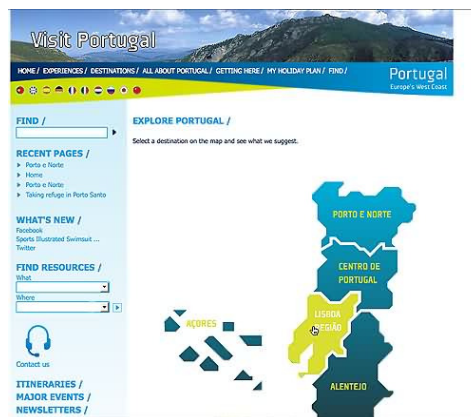 Visit Portugal
HOME / EXPERIENCES / DESTINATIONS / ALL ABOUT PORTUGAL / GETTING HERE / MY HOLIDAY PLAN / FIND /
Portugal
Europe's West Coast
FIND /
RECENT PAGES /
Porto e Norte
Home
Porto e Norte
Taking refuge in Porto Santo
WHAT'S NEW /
Facebook
Sports Illustrated Swimsuit ...
Twitter
FIND RESOURCES /
What
Where
Contact us
ITINERARIES /
MAJOR EVENTS /
NEWSLETTERS /
EXPLORE PORTUGAL /
Select a destination on the map and see what we suggest.
PORTO E NORTE
CENTRO DE
PORTUGAL
LISBOA
REGIÃO
AÇORES
ALENTEJO